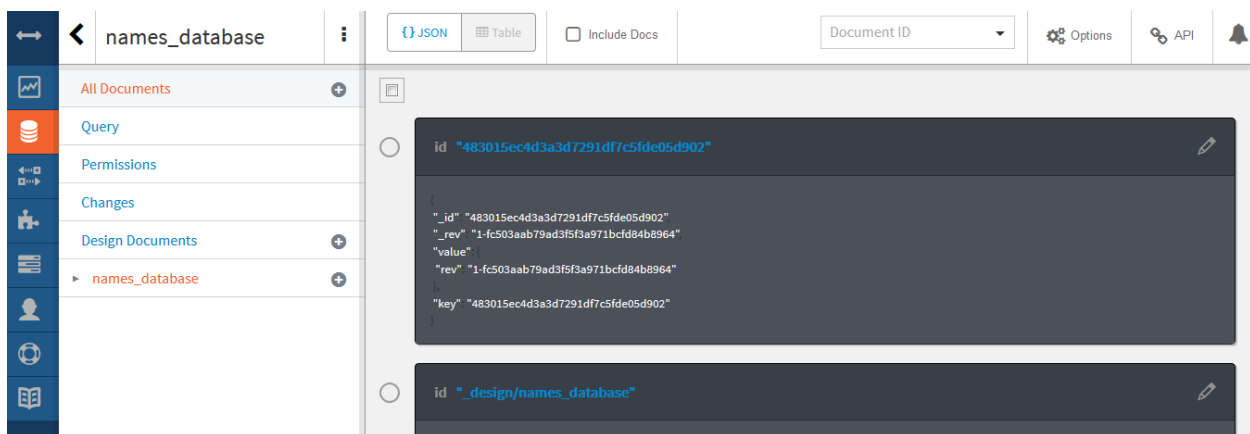 names_database
{} JSON
Table
Include Docs
Document ID
Options
API
All Documents
Query
Permissions
Changes
Design Documents
names_database
id "483015ec4d3a3d7291df7c5fde05d902"
{
"_id" "483015ec4d3a3d7291df7c5fde05d902",
"_rev" "1-fc503aab79ad3f5f3a971bcfd84b8964",
"value": {
"rev" "1-fc503aab79ad3f5f3a971bcfd84b8964"
},
"key" "483015ec4d3a3d7291df7c5fde05d902"
}
id "_design/names_database"